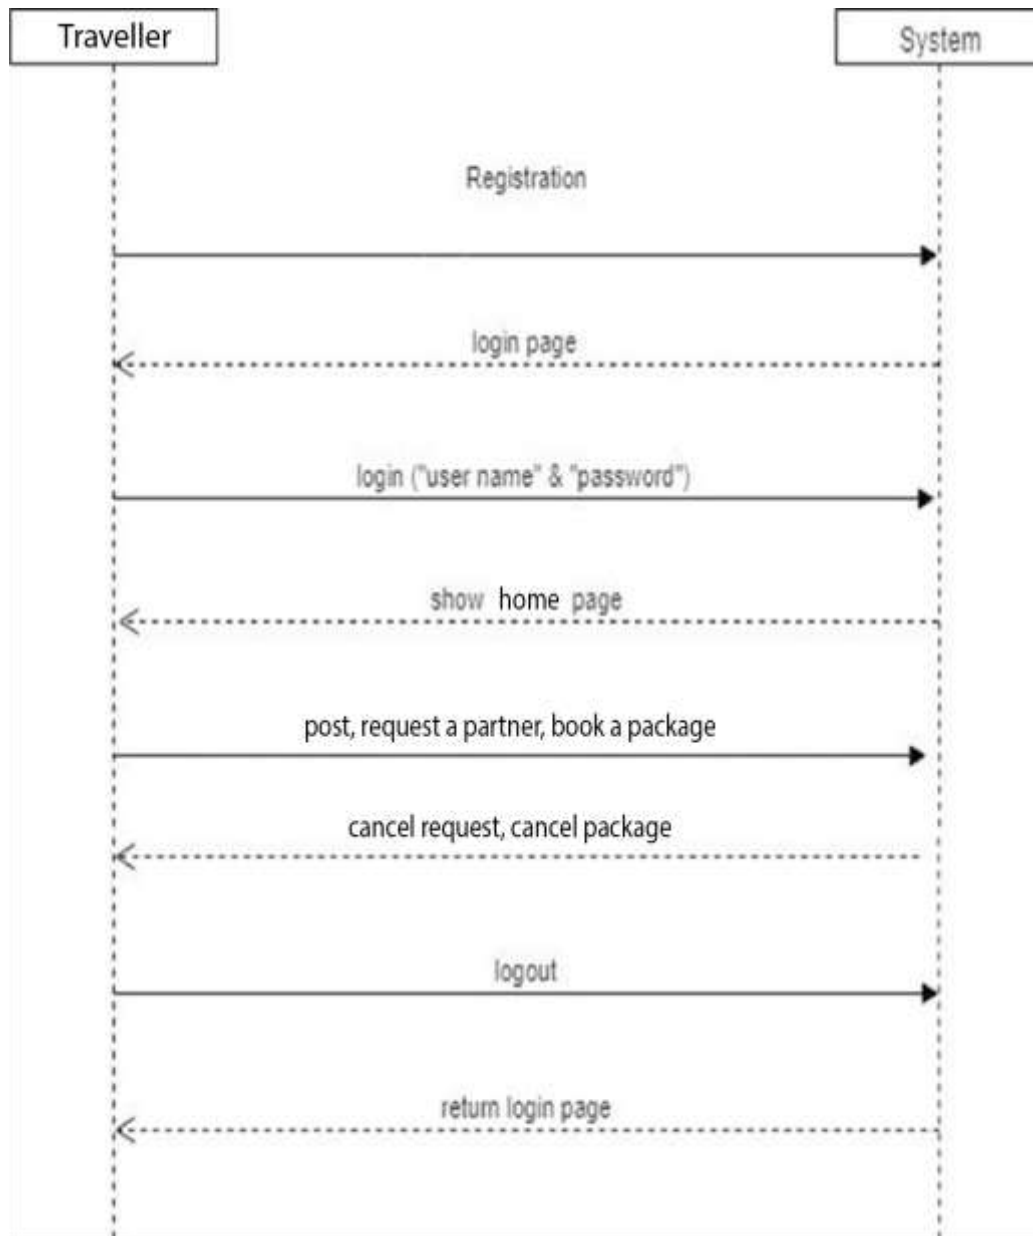 Traveller
System
Registration
login page
login ("user name" & "password")
show home page
post, request a partner, book a package
cancel request, cancel package
logout
return login page